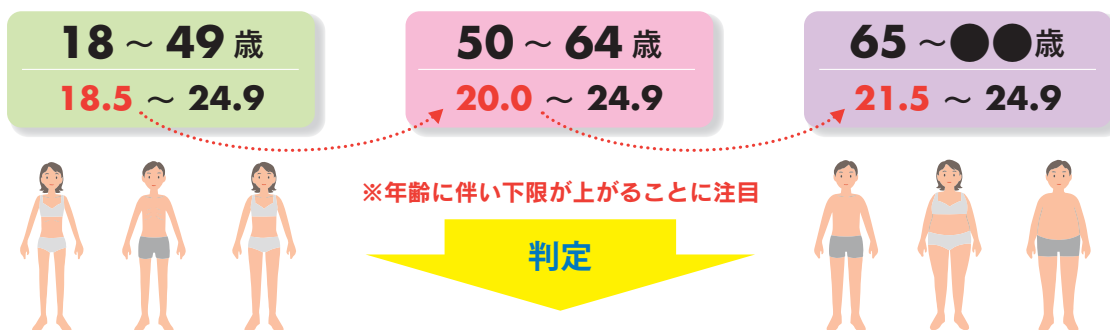 18 ～ 49 歳
18.5 ～ 24.9
50 ～ 64 歳
20.0 ～ 24.9
65 ～●●歳
21.5 ～ 24.9
※年齢に伴い下限が上がることに注目
判定